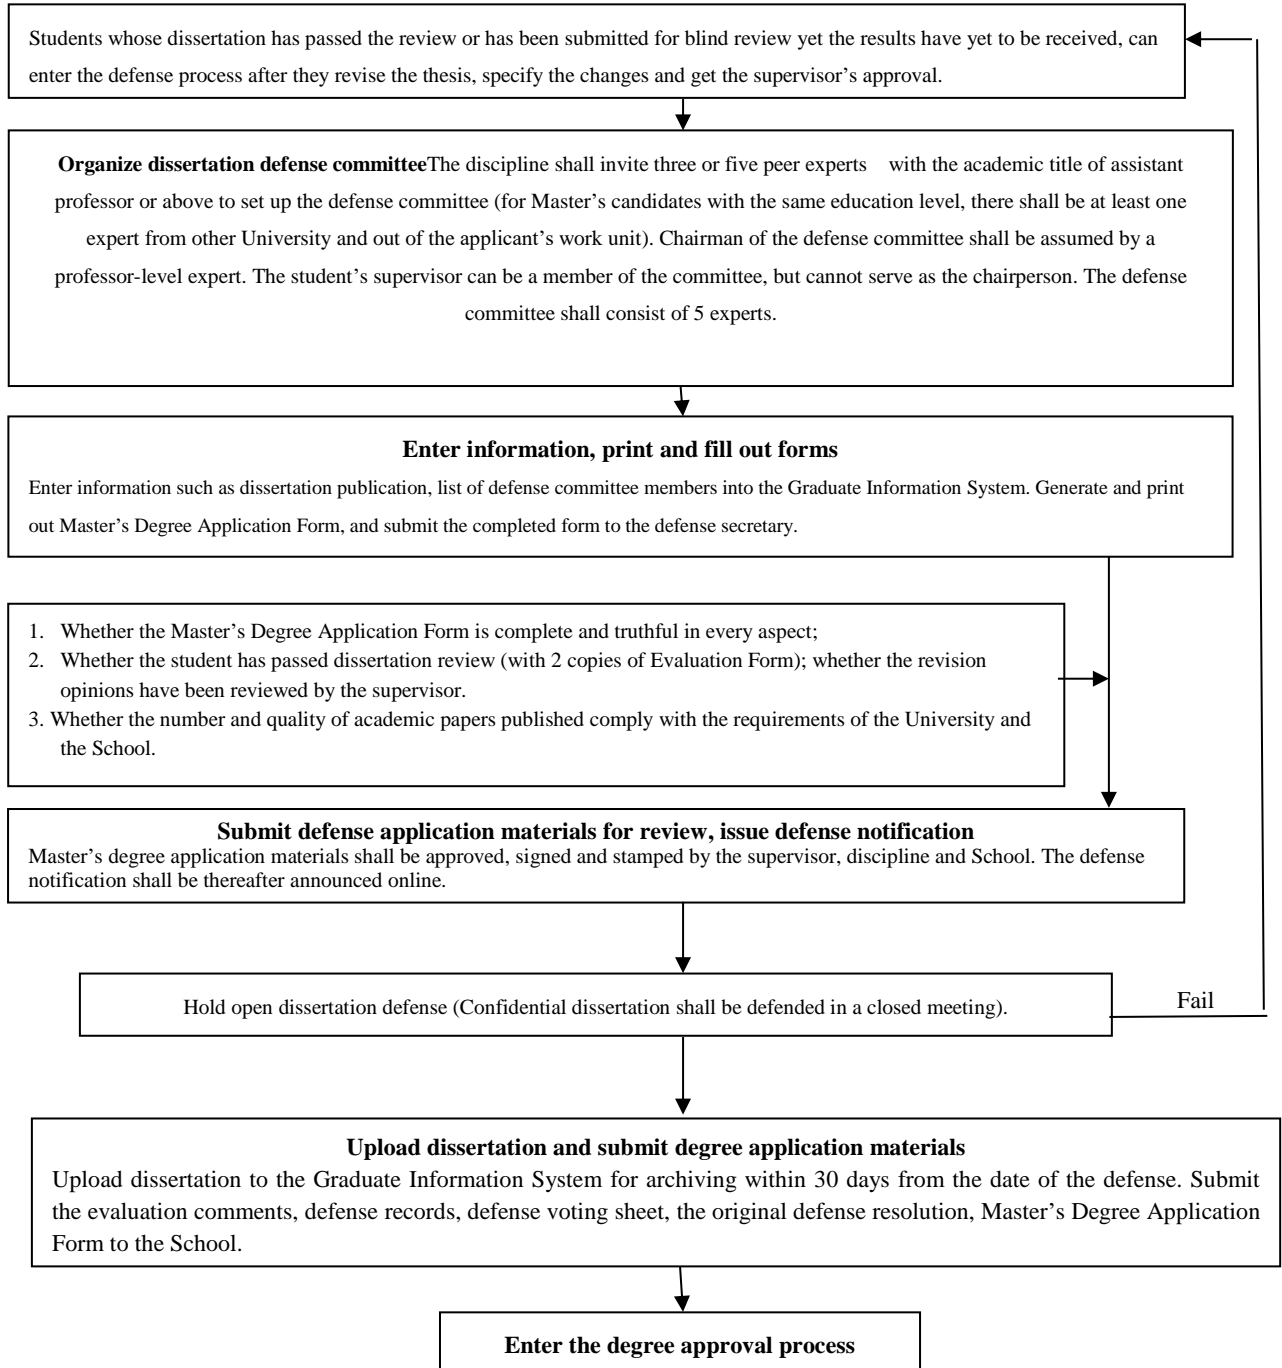 Students whose dissertation has passed the review or has been submitted for blind review yet the results have yet to be received, can
enter the defense process after they revise the thesis, specify the changes and get the supervisor’s approval.
Organize dissertation defense committeeThe discipline shall invite three or five peer experts with the academic title of assistant
professor or above to set up the defense committee (for Master’s candidates with the same education level, there shall be at least one
expert from other University and out of the applicant’s work unit). Chairman of the defense committee shall be assumed by a
professor-level expert. The student’s supervisor can be a member of the committee, but cannot serve as the chairperson. The defense
committee shall consist of 5 experts.
Enter information, print and fill out forms
Enter information such as dissertation publication, list of defense committee members into the Graduate Information System. Generate and print
out Master’s Degree Application Form, and submit the completed form to the defense secretary.
1. Whether the Master’s Degree Application Form is complete and truthful in every aspect;
2. Whether the student has passed dissertation review (with 2 copies of Evaluation Form); whether the revision
opinions have been reviewed by the supervisor.
3. Whether the number and quality of academic papers published comply with the requirements of the University and
the School.
Submit defense application materials for review, issue defense notification
Master’s degree application materials shall be approved, signed and stamped by the supervisor, discipline and School. The defense
notification shall be thereafter announced online.
Hold open dissertation defense (Confidential dissertation shall be defended in a closed meeting).
Fail
Upload dissertation and submit degree application materials
Upload dissertation to the Graduate Information System for archiving within 30 days from the date of the defense. Submit
the evaluation comments, defense records, defense voting sheet, the original defense resolution, Master’s Degree Application
Form to the School.
Enter the degree approval process